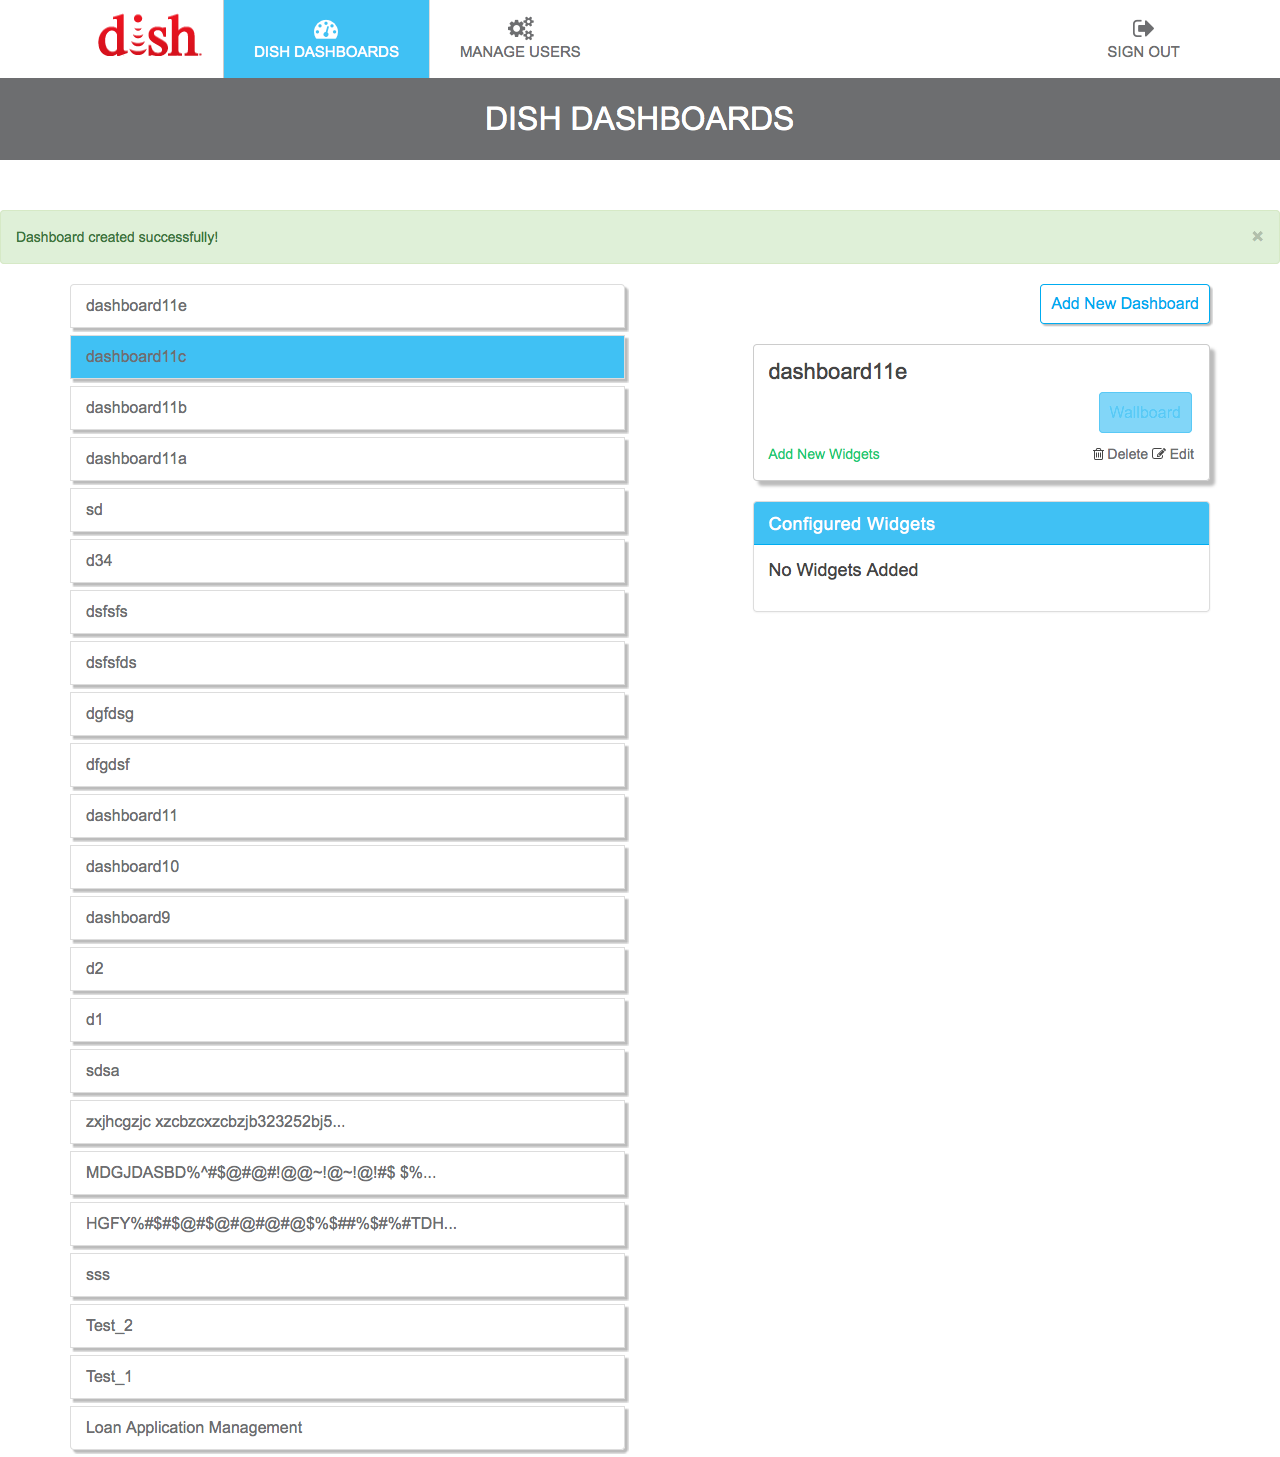 dish
DISH DASHBOARDS
MANAGE USERS
SIGN OUT
DISH DASHBOARDS
Dashboard created successfully!
×
dashboard11e
dashboard11c
dashboard11b
dashboard11a
sd
d34
dsfsfs
dsfsfds
dgfdsg
dfgdsf
dashboard11
dashboard10
dashboard9
d2
d1
sdsa
zxjhcgzjc xzcbzcxzcbzjb323252bj5...
MDGJDASBD%^#$@#@#!@@~!@~!@!#$ $%...
HGFY%#$#$@#$@#@#@#@$%$##%$#%#TDH...
sss
Test_2
Test_1
Loan Application Management
Add New Dashboard
dashboard11e
Wallboard
Add New Widgets
Delete Edit
Configured Widgets
No Widgets Added